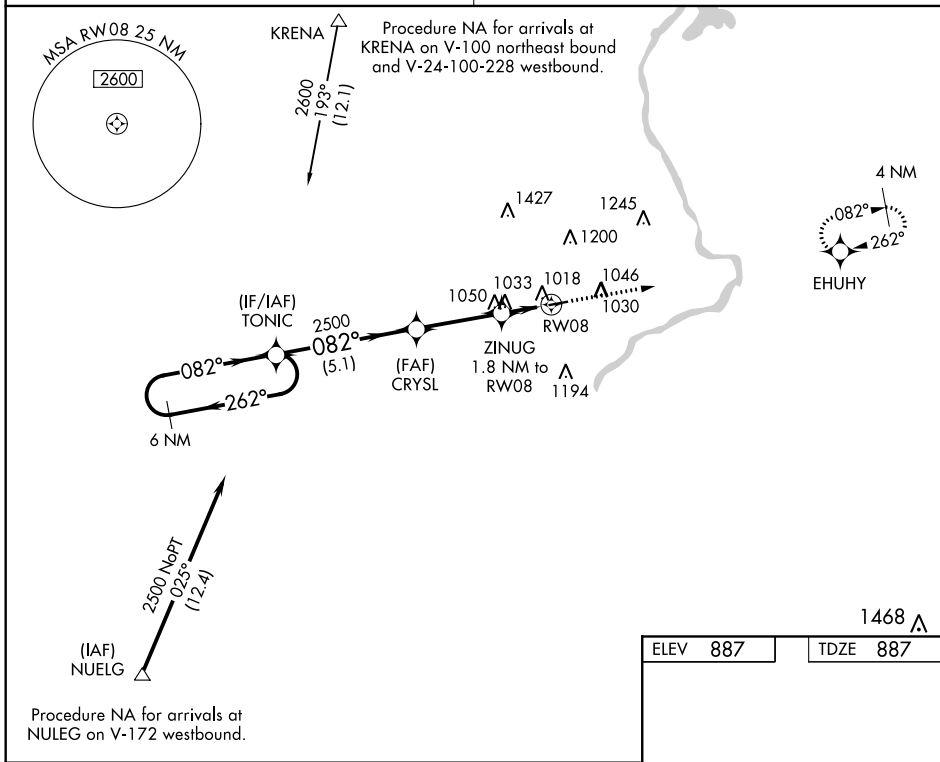 MSA RW08 25 NM
2600
KRENA
Procedure NA for arrivals at
KRENA on V-100 northeast bound
and V-24-100-228 westbound.
2600
193°
(12.1)
4 NM
082°
262°
EHUHY
1427
1245
1200
1050
1033
1018
1046
1030
RW08
(IF/IAF)
TONIC
2500
082°
(5.1)
(FAF)
CRYSL
ZINUG
1.8 NM to
RW08
1194
082°
262°
6 NM
2500 NoPT
025°
(12.4)
(IAF)
NUELG
Procedure NA for arrivals at
NULEG on V-172 westbound.
1468
ELEV 887
TDZE 887